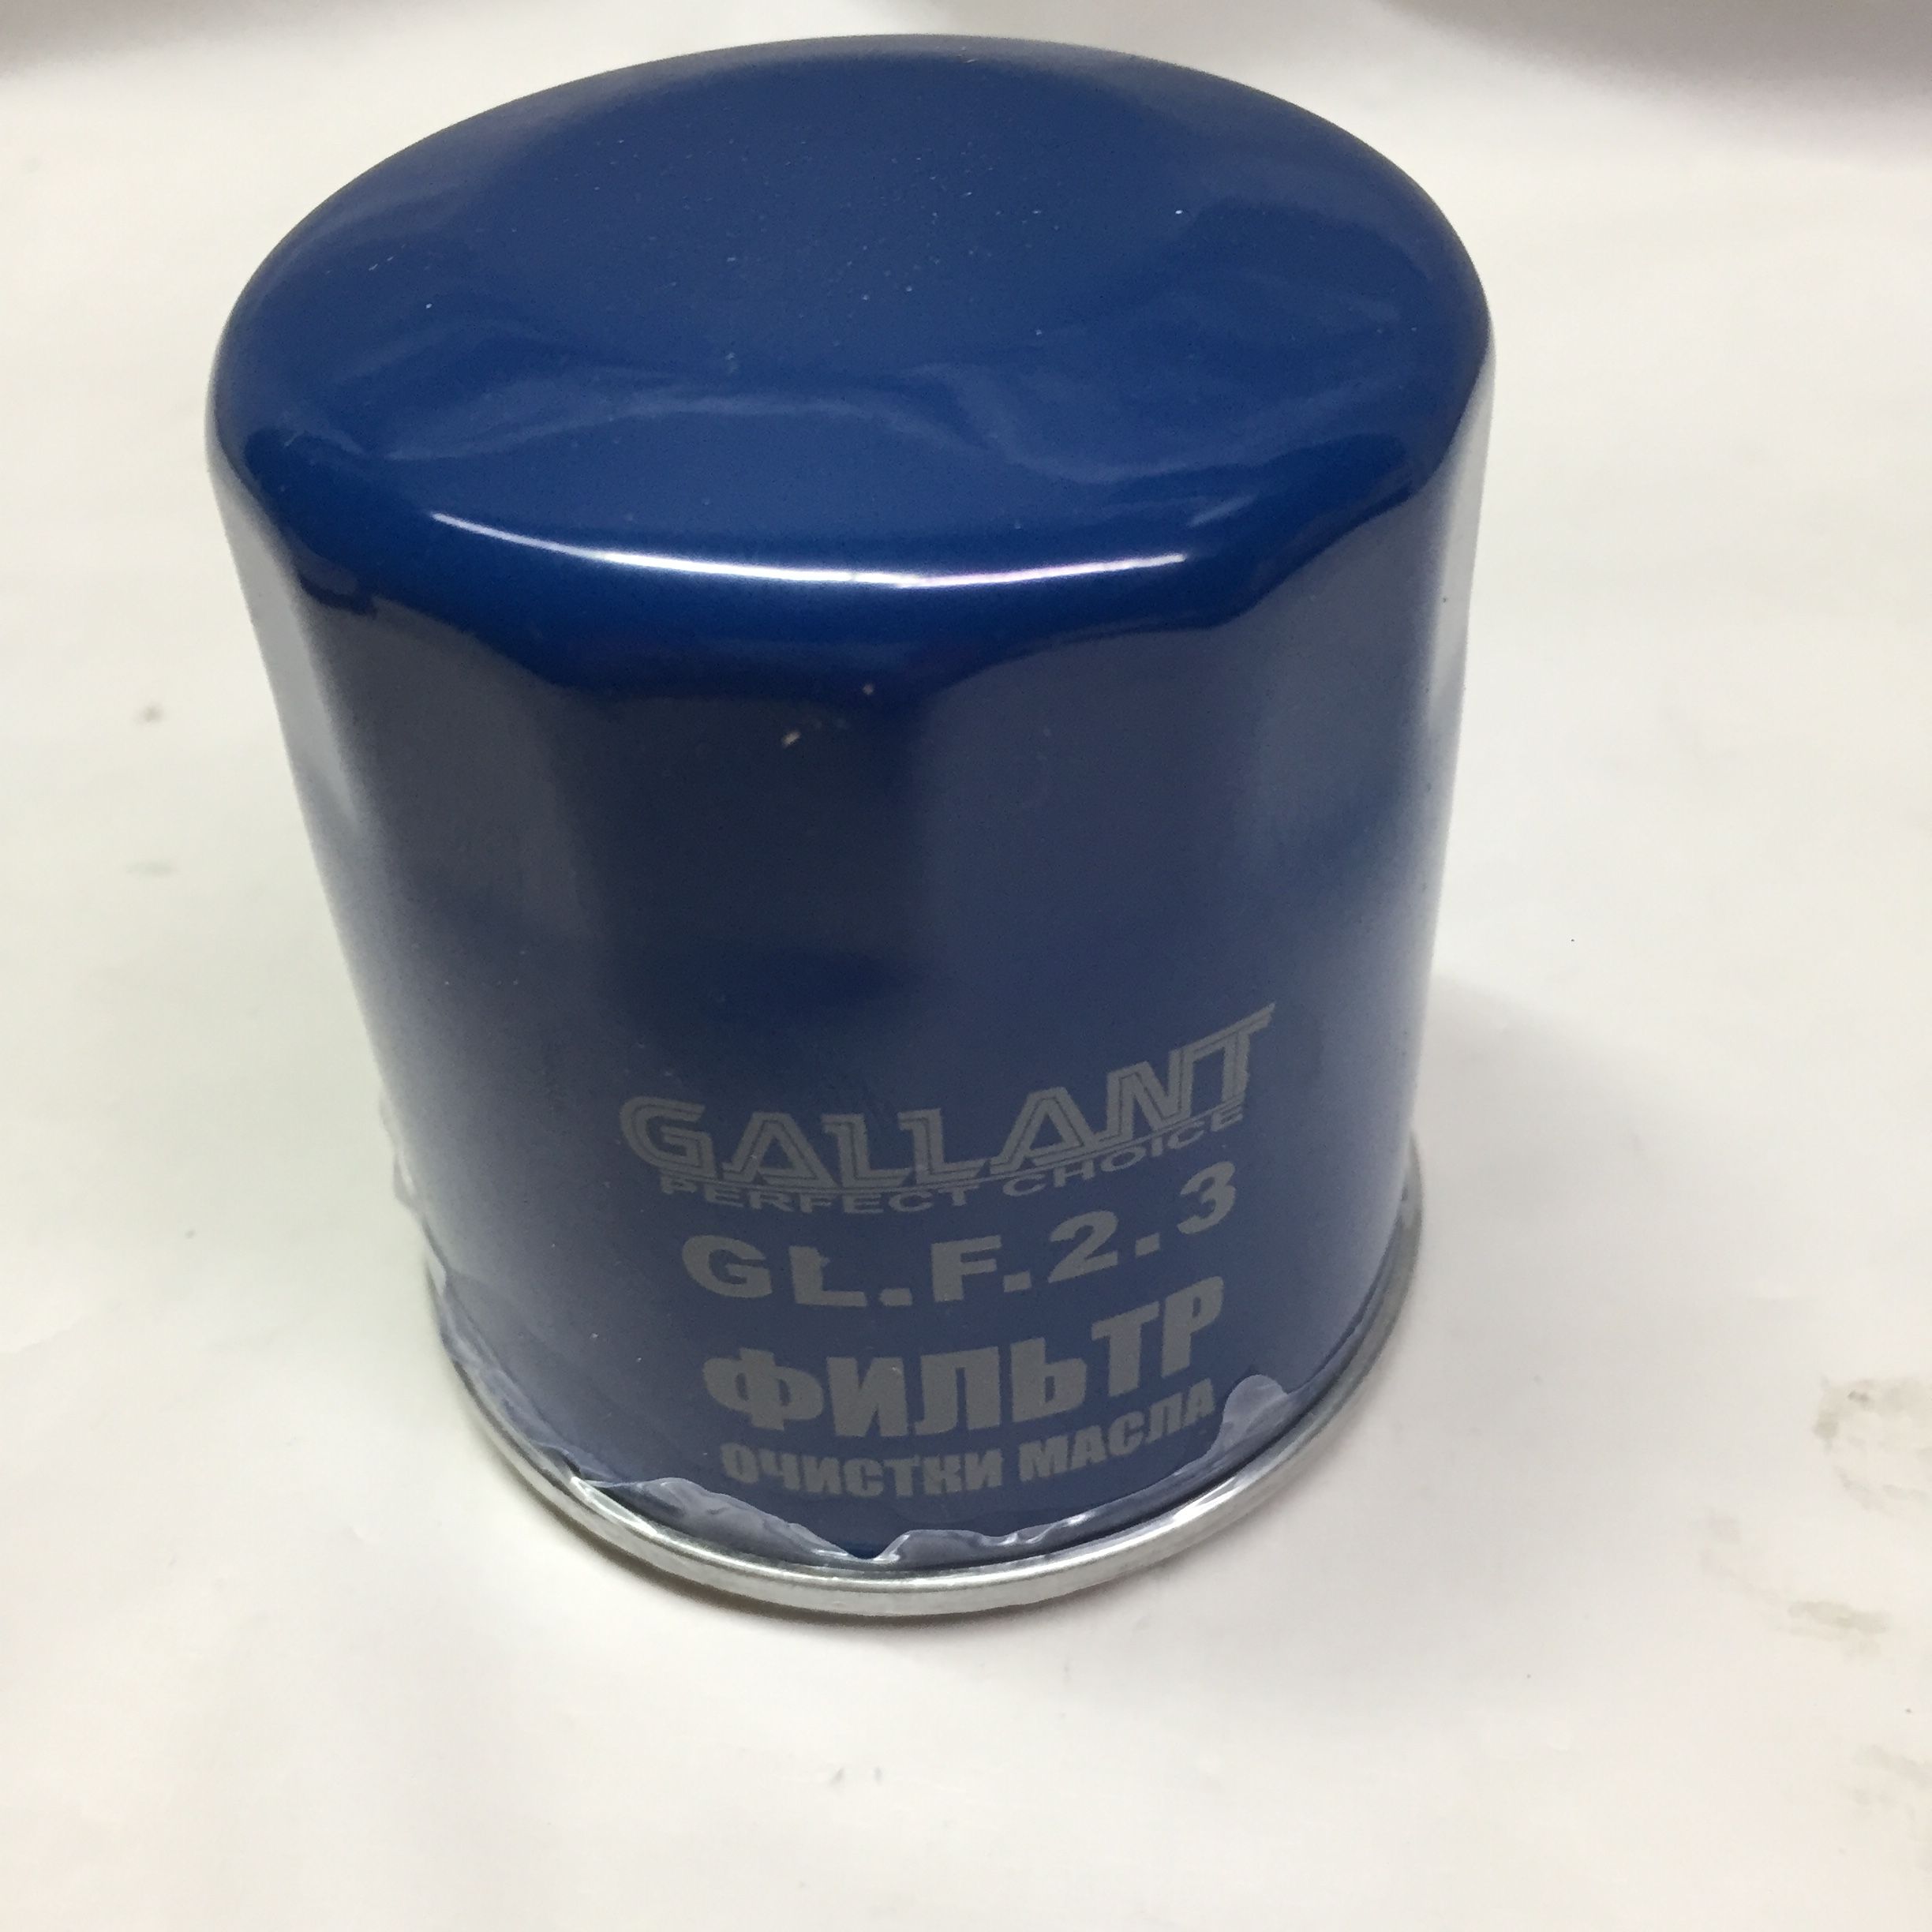 GALLANT
PERFECT CHOICE
GL.F.2.3
ФИЛЬТР
ОЧИСТКИ МАСЛА